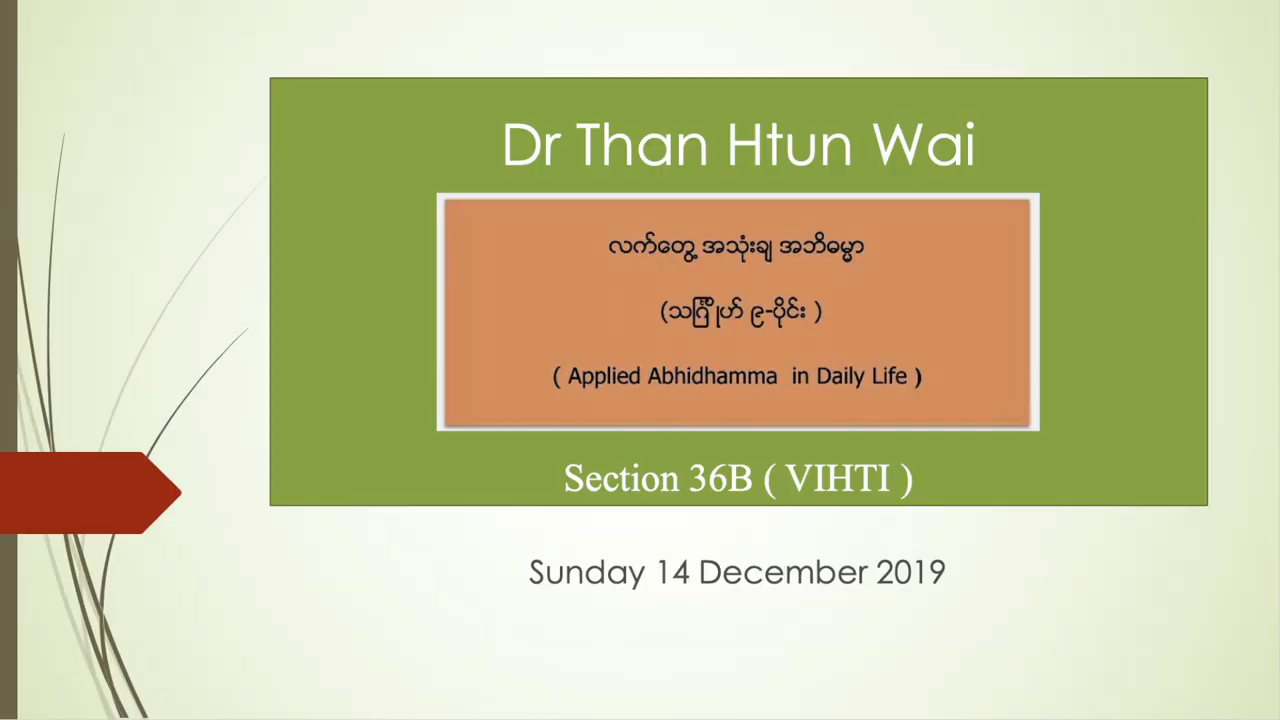 Dr Than Htun Wai
လက်တွေ့ အသုံးချ အဘိဓမ္မာ
(သင်္ဂြိုဟ် ၉-ပိုင်း )
( Applied Abhidhamma in Daily Life )
Section 36B ( VIHTI )
Sunday 14 December 2019